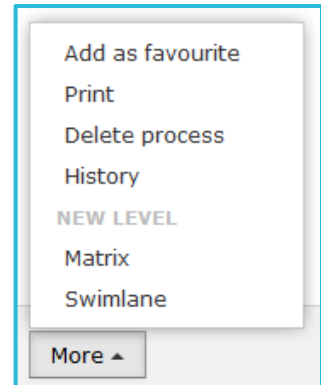 Add as favourite
Print
Delete process
History
NEW LEVEL
Matrix
Swimlane
More